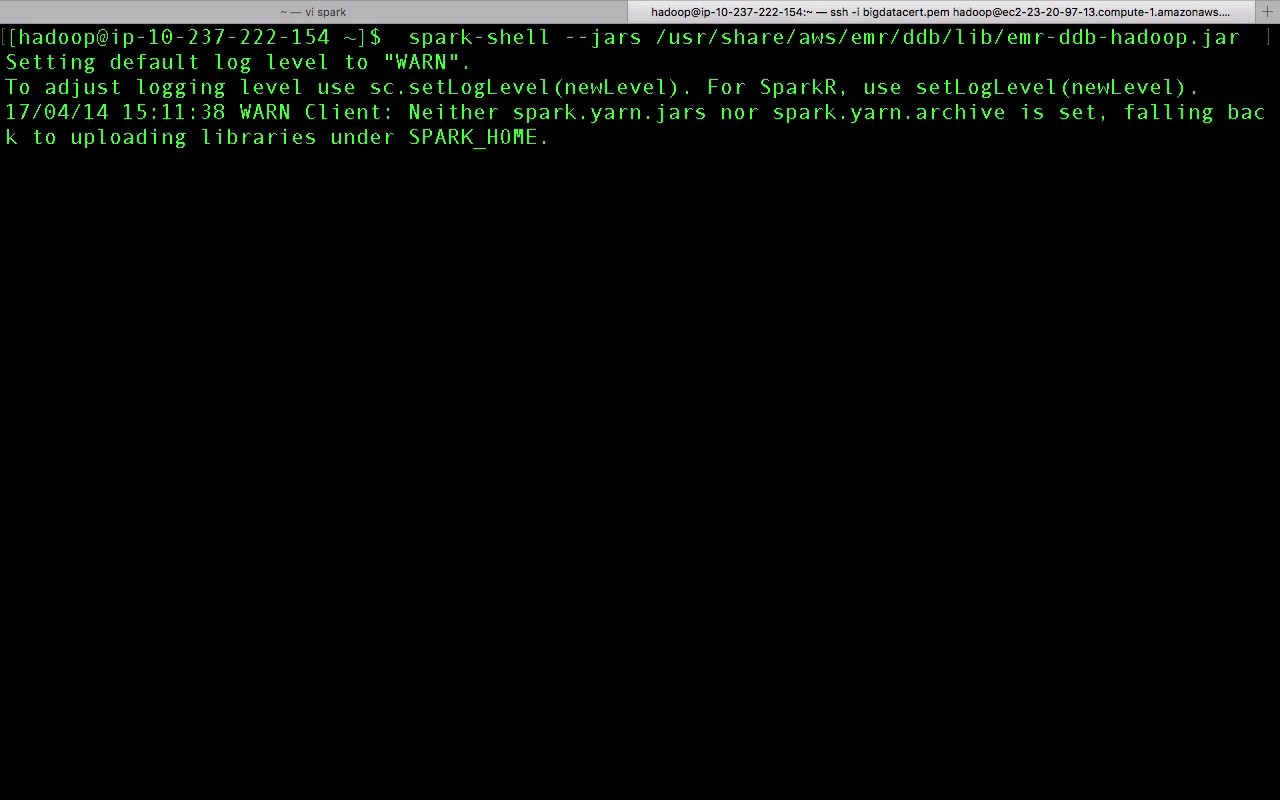 ~ — vi spark
hadoop@ip-10-237-222-154:~ — ssh -i bigdatacert.pem hadoop@ec2-23-20-97-13.compute-1.amazonaws....
[[hadoop@ip-10-237-222-154 ~]$  spark-shell --jars /usr/share/aws/emr/ddb/lib/emr-ddb-hadoop.jar  ]
Setting default log level to "WARN".
To adjust logging level use sc.setLogLevel(newLevel). For SparkR, use setLogLevel(newLevel).
17/04/14 15:11:38 WARN Client: Neither spark.yarn.jars nor spark.yarn.archive is set, falling bac
k to uploading libraries under SPARK_HOME.